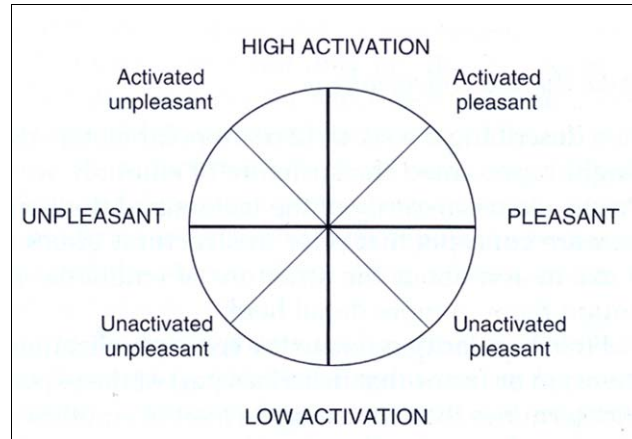 HIGH ACTIVATION
Activated
unpleasant
Activated
pleasant
UNPLEASANT
PLEASANT
Unactivated
unpleasant
Unactivated
pleasant
LOW ACTIVATION